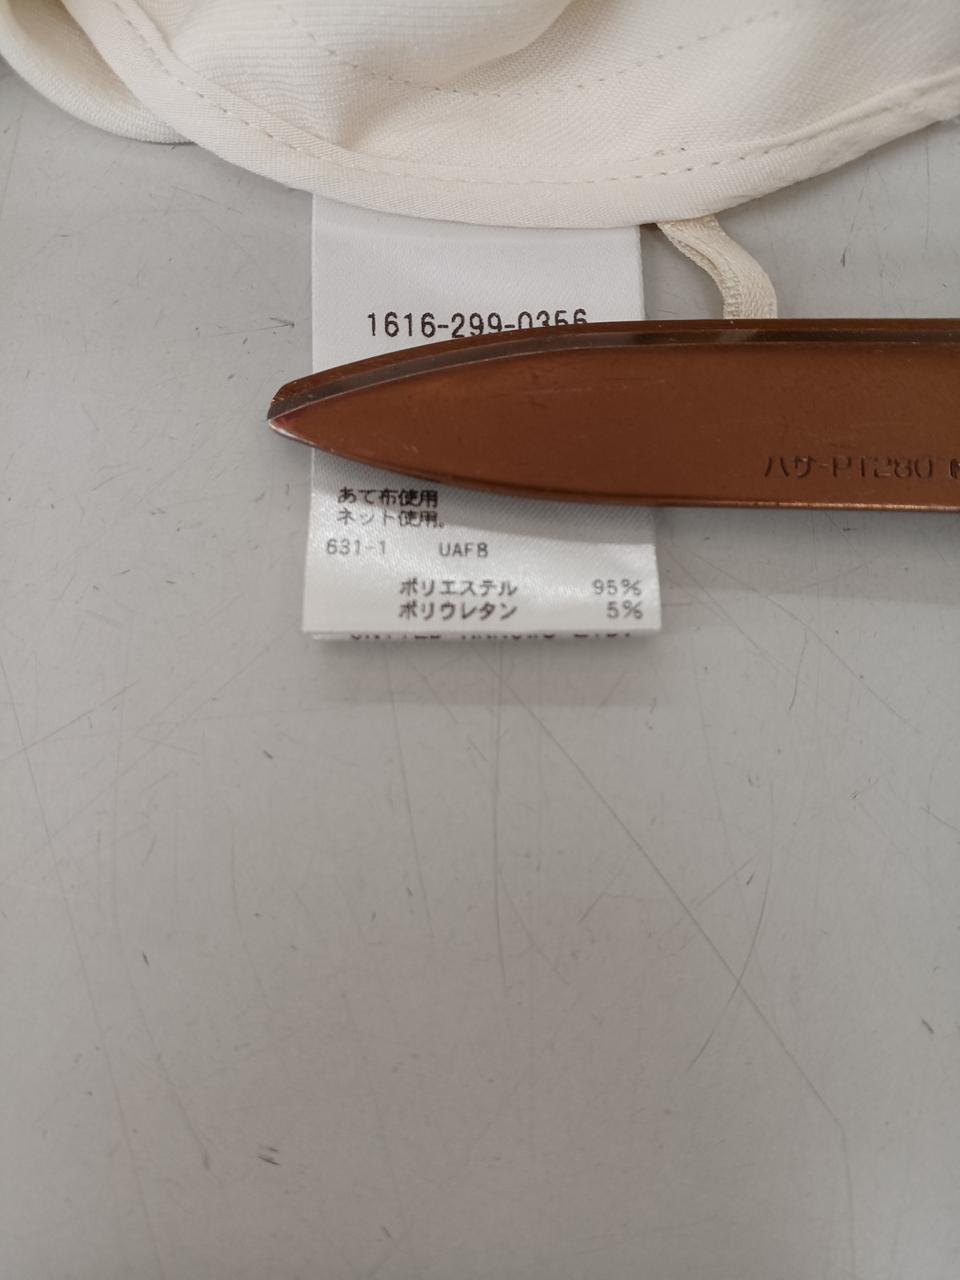 1616-299-0356
ハサ-PT280
あて布使用
ネット使用。
631-1 UAF8
ポリエステル 95%
ポリウレタン 5%